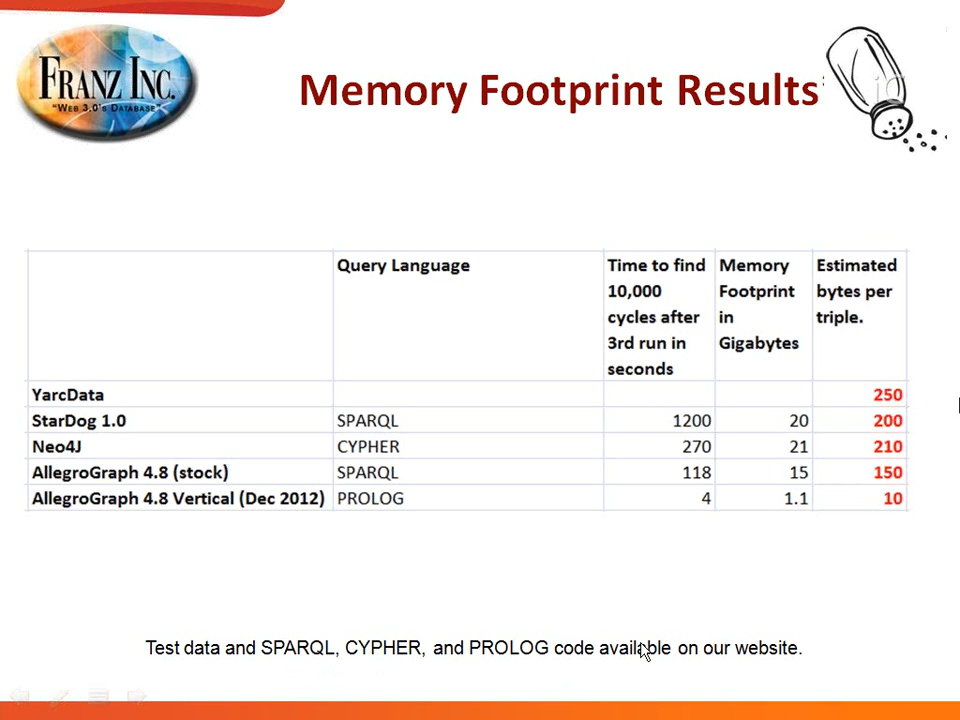 FRANZ INC.
"WEB 3.0'S DATABASE"
Memory Footprint Results
Query Language
Time to find 10,000 cycles after 3rd run in seconds
Memory Footprint in Gigabytes
Estimated bytes per triple.
YarcData 250
StarDog 1.0 SPARQL 1200 20 200
Neo4J CYPHER 270 21 210
AllegroGraph 4.8 (stock) SPARQL 118 15 150
AllegroGraph 4.8 Vertical (Dec 2012) PROLOG 4 1.1 10
Test data and SPARQL, CYPHER, and PROLOG code available on our website.